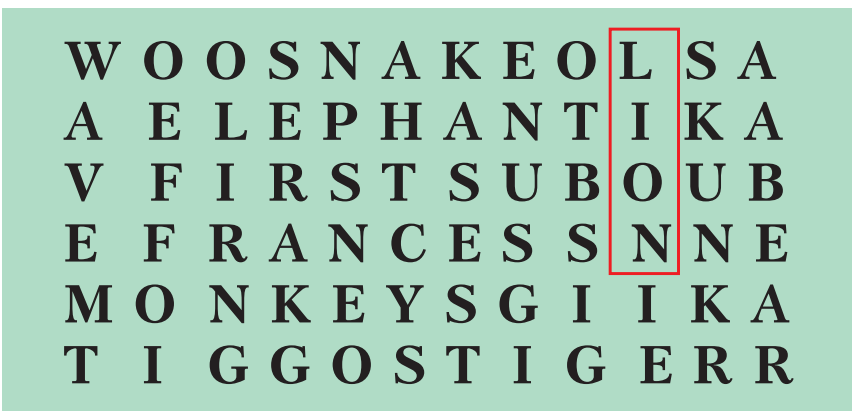 W O O S N A K E O L S A
A E L E P H A N T I K A
V F I R S T S U B O U B
E F R A N C E S S N N E
M O N K E Y S G I I K A
T I G G O S T I G E R R